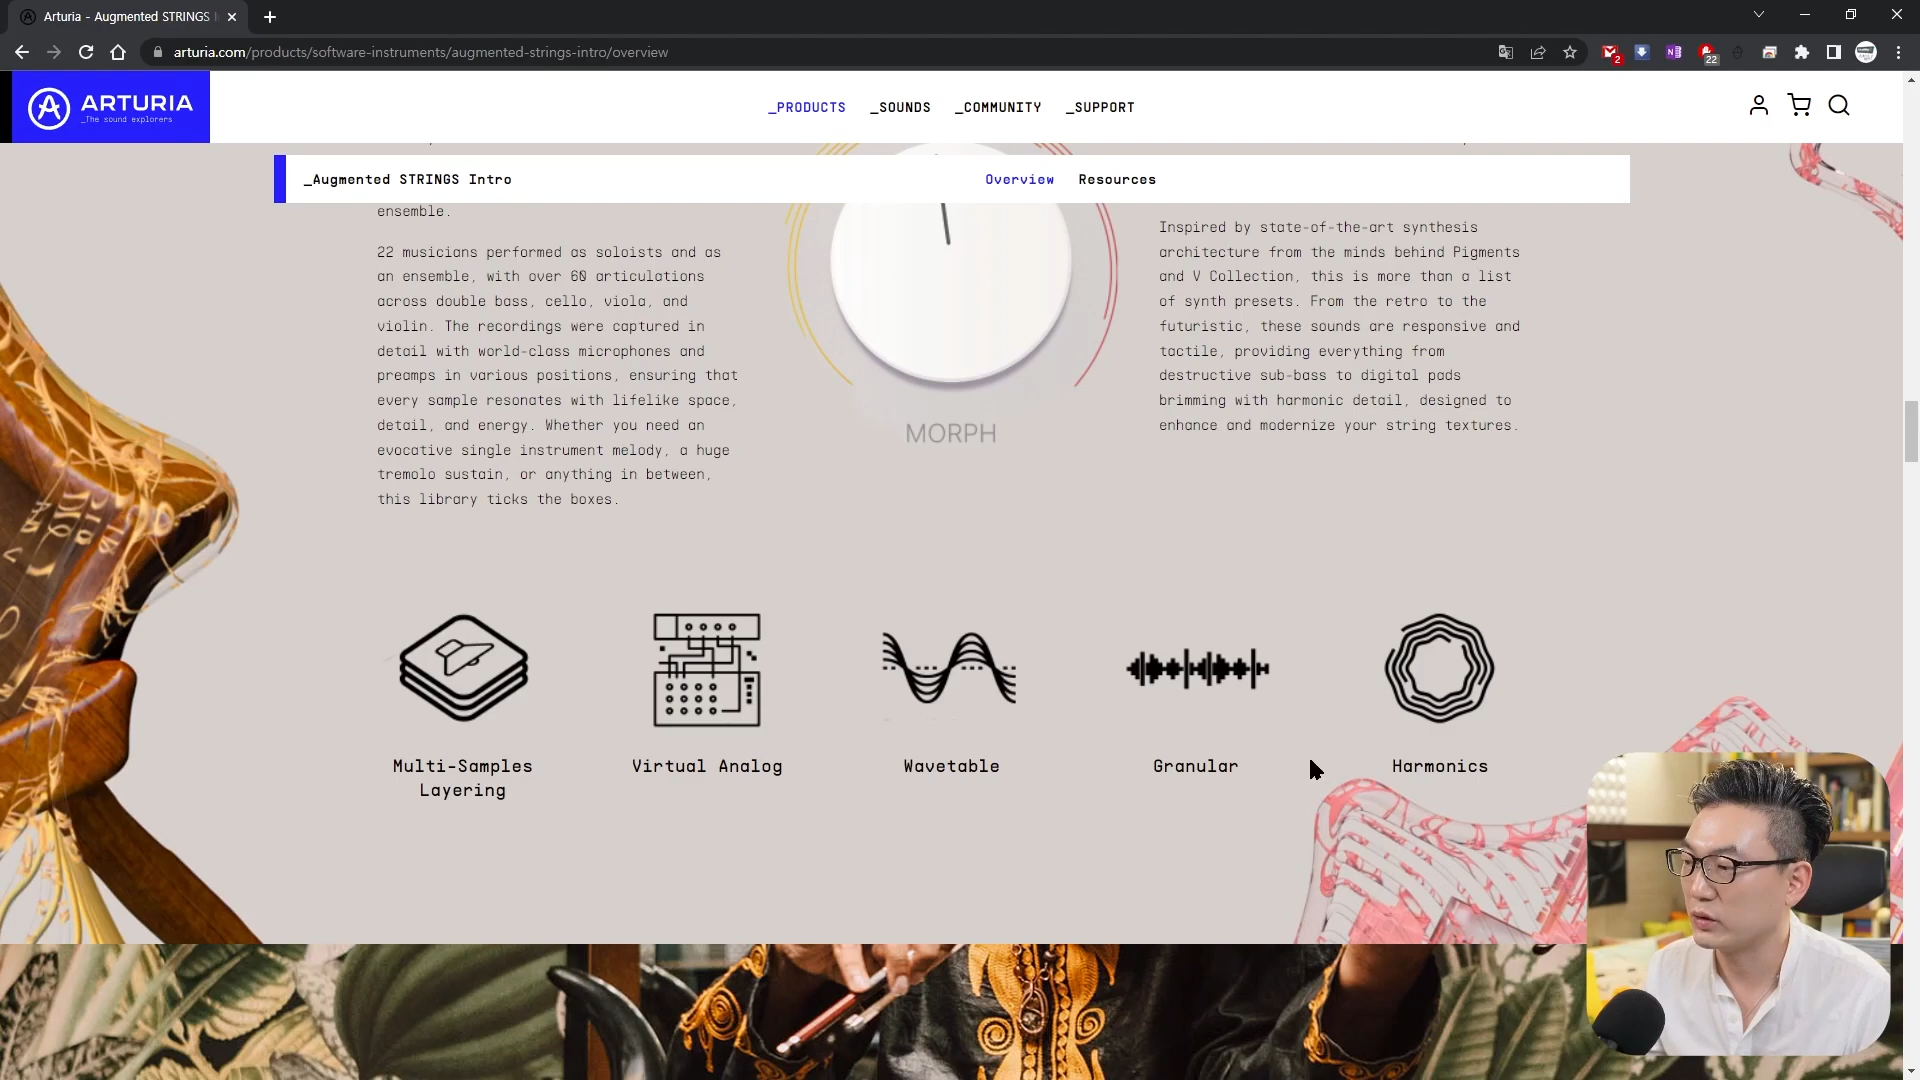 Arturia - Augmented STRINGS I
arturia.com/products/software-instruments/augmented-strings-intro/overview
2
22
ARTURIA
_The sound explorers
_PRODUCTS
_SOUNDS
_COMMUNITY
_SUPPORT
_Augmented STRINGS Intro
Overview
Resources
ensemble.
22 musicians performed as soloists and as
an ensemble, with over 60 articulations
across double bass, cello, viola, and
violin. The recordings were captured in
detail with world-class microphones and
preamps in various positions, ensuring that
every sample resonates with lifelike space,
detail, and energy. Whether you need an
evocative single instrument melody, a huge
tremolo sustain, or anything in between,
this library ticks the boxes.
MORPH
Inspired by state-of-the-art synthesis
architecture from the minds behind Pigments
and V Collection, this is more than a list
of synth presets. From the retro to the
futuristic, these sounds are responsive and
tactile, providing everything from
destructive sub-bass to digital pads
brimming with harmonic detail, designed to
enhance and modernize your string textures.
Multi-Samples
Layering
Virtual Analog
Wavetable
Granular
Harmonics